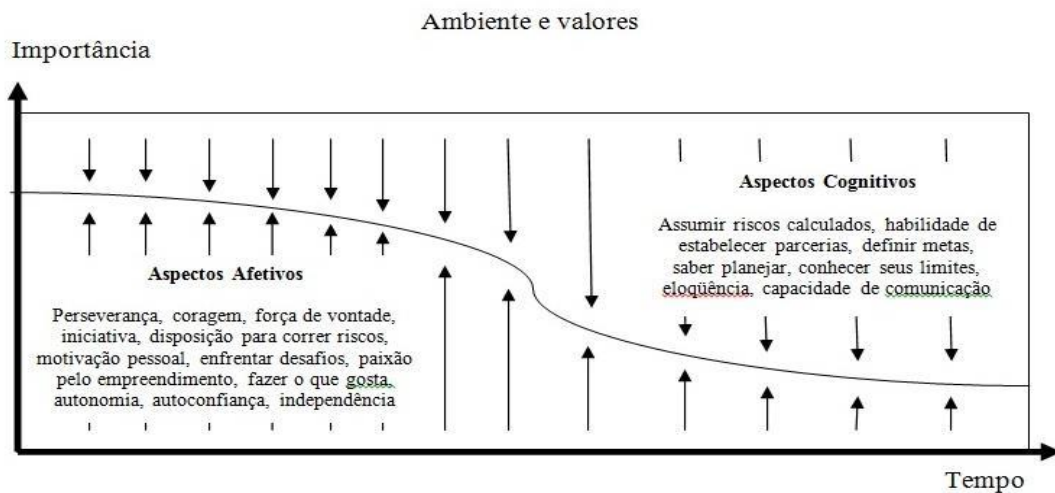 Ambiente e valores
Importância
Aspectos Cognitivos
Assumir riscos calculados, habilidade de
estabelecer parcerias, definir metas,
saber planejar, conhecer seus limites,
eloqüência, capacidade de comunicação
Aspectos Afetivos
Perseverança, coragem, força de vontade,
iniciativa, disposição para correr riscos,
motivação pessoal, enfrentar desafios, paixão
pelo empreendimento, fazer o que gosta,
autonomia, autoconfiança, independência
Tempo